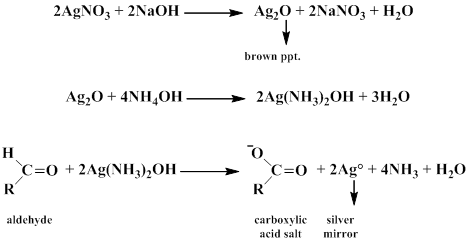 2AgNO₃ + 2NaOH ⟶ Ag₂O + 2NaNO₃ + H₂O
brown ppt.
Ag₂O + 4NH₄OH ⟶ 2Ag(NH₃)₂OH + 3H₂O
H
R C=O + 2Ag(NH₃)₂OH ⟶ ⁻O R C=O + 2Ag° + 4NH₃ + H₂O
aldehyde carboxylic acid salt silver mirror